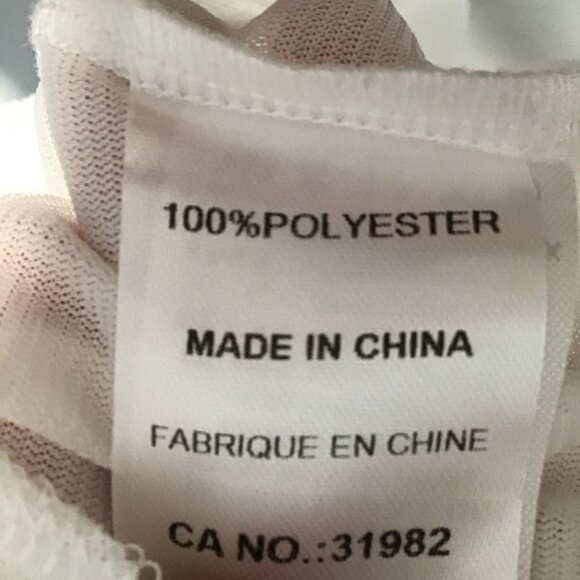 100%POLYESTER
MADE IN CHINA
FABRIQUE EN CHINE
CA NO.:31982